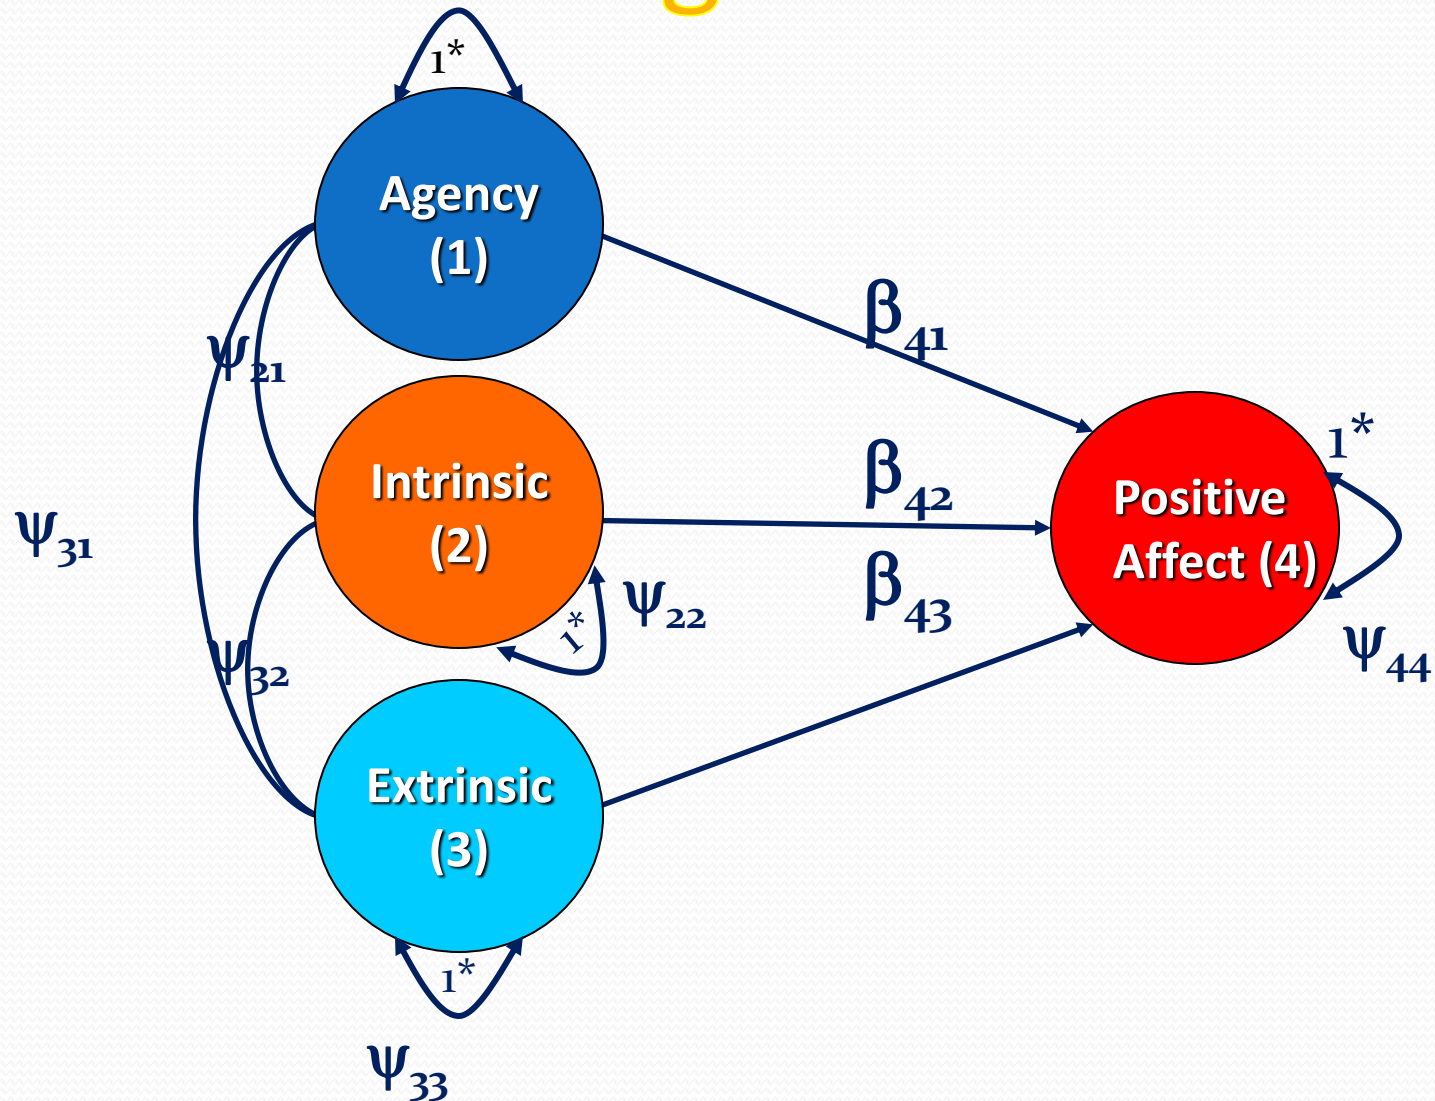 1*
Agency
(1)
β41
ψ21
1*
Intrinsic
(2)
β42
Positive
Affect (4)
ψ31
1*
ψ22
β43
ψ32
ψ44
Extrinsic
(3)
1*
ψ33